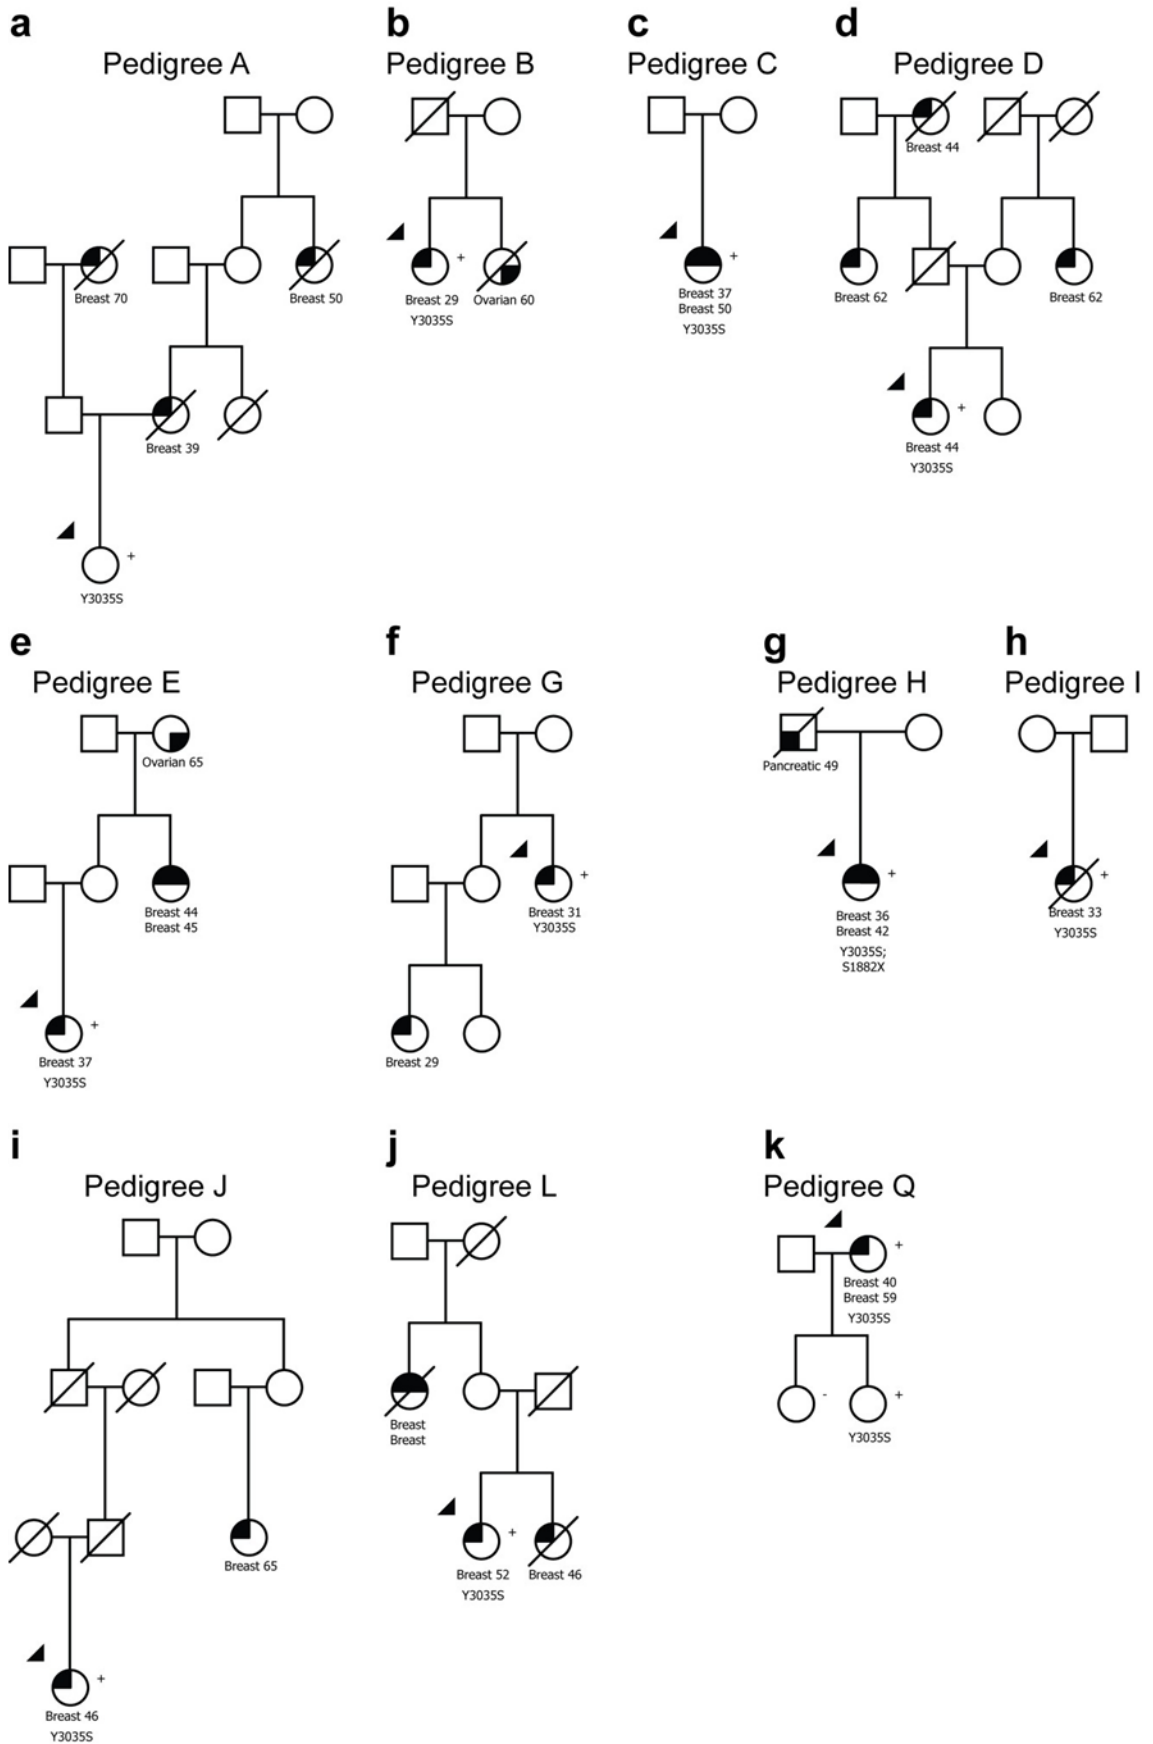 a
Pedigree A
Breast 70
Breast 50
Breast 39
+
Y3035S
b
Pedigree B
+
Breast 29
Ovarian 60
Y3035S
c
Pedigree C
+
Breast 37
Breast 50
Y3035S
d
Pedigree D
Breast 44
Breast 62
Breast 62
+
Breast 44
Y3035S
e
Pedigree E
Ovarian 65
Breast 44
Breast 45
+
Breast 37
Y3035S
f
Pedigree G
+
Breast 31
Y3035S
Breast 29
g
Pedigree H
Pancreatic 49
+
Breast 36
Breast 42
Y3035S;
S1882X
h
Pedigree I
+
Breast 33
Y3035S
i
Pedigree J
Breast 65
+
Breast 46
Y3035S
j
Pedigree L
Breast
Breast
+
Breast 52
Breast 46
Y3035S
k
Pedigree Q
+
Breast 40
Breast 59
Y3035S
-
+
Y3035S